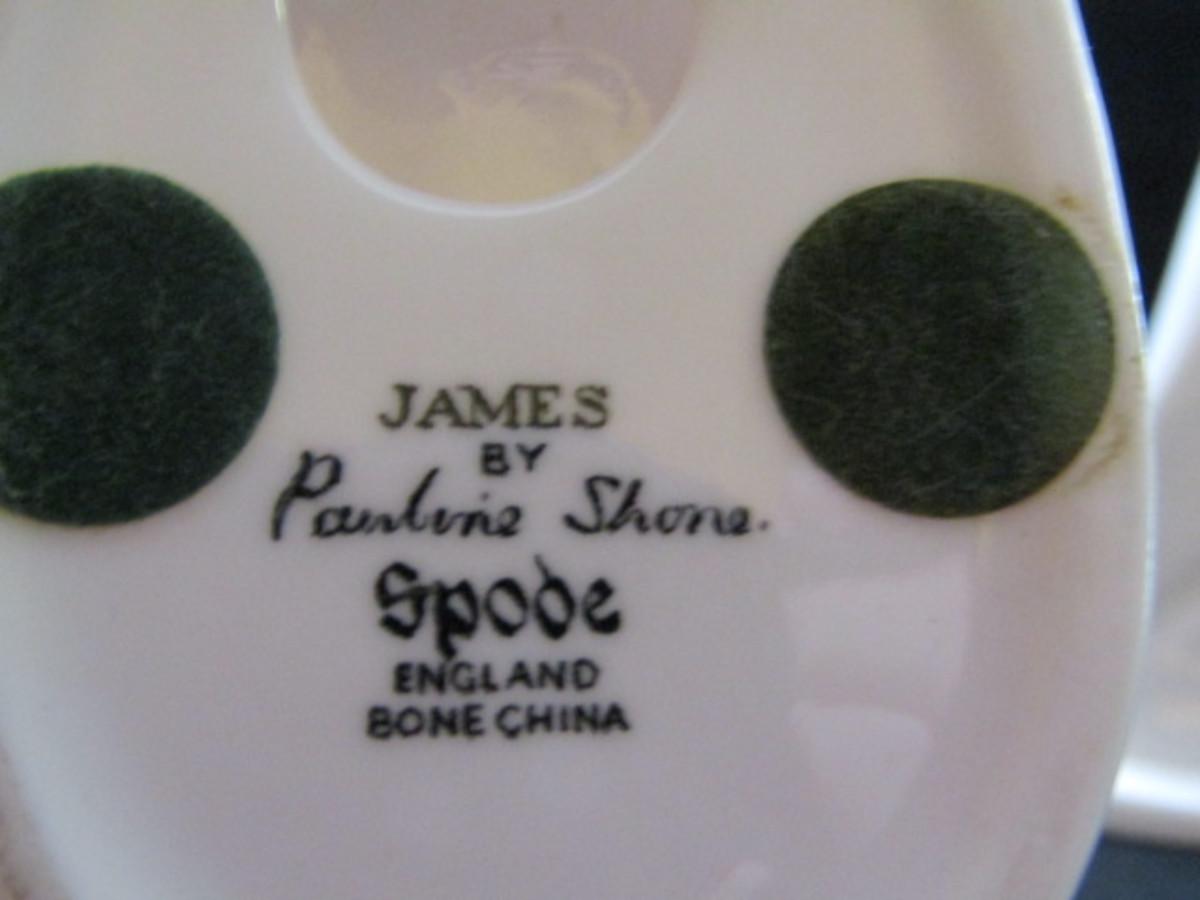 JAMES
BY
Pauline Shone.
Spode
ENGLAND
BONE CHINA